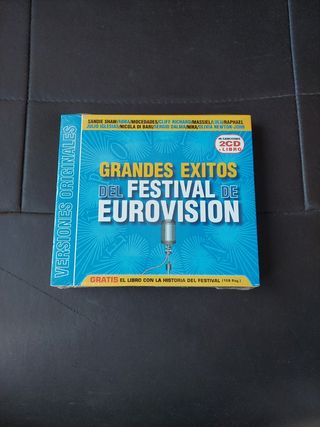 SANDIE SHAW/ABBA/MOCEDADES/CLIFF RICHARD/MASSIEL/LULU/RAPHAEL
JULIO IGLESIAS/NICOLA DI BARI/SERGIO DALMA/NINA/OLIVIA NEWTON-JOHN
2CD
+ LIBRO
VERSIONES ORIGINALES
GRANDES EXITOS
DEL FESTIVAL DE
EUROVISION
GRATIS EL LIBRO CON LA HISTORIA DEL FESTIVAL